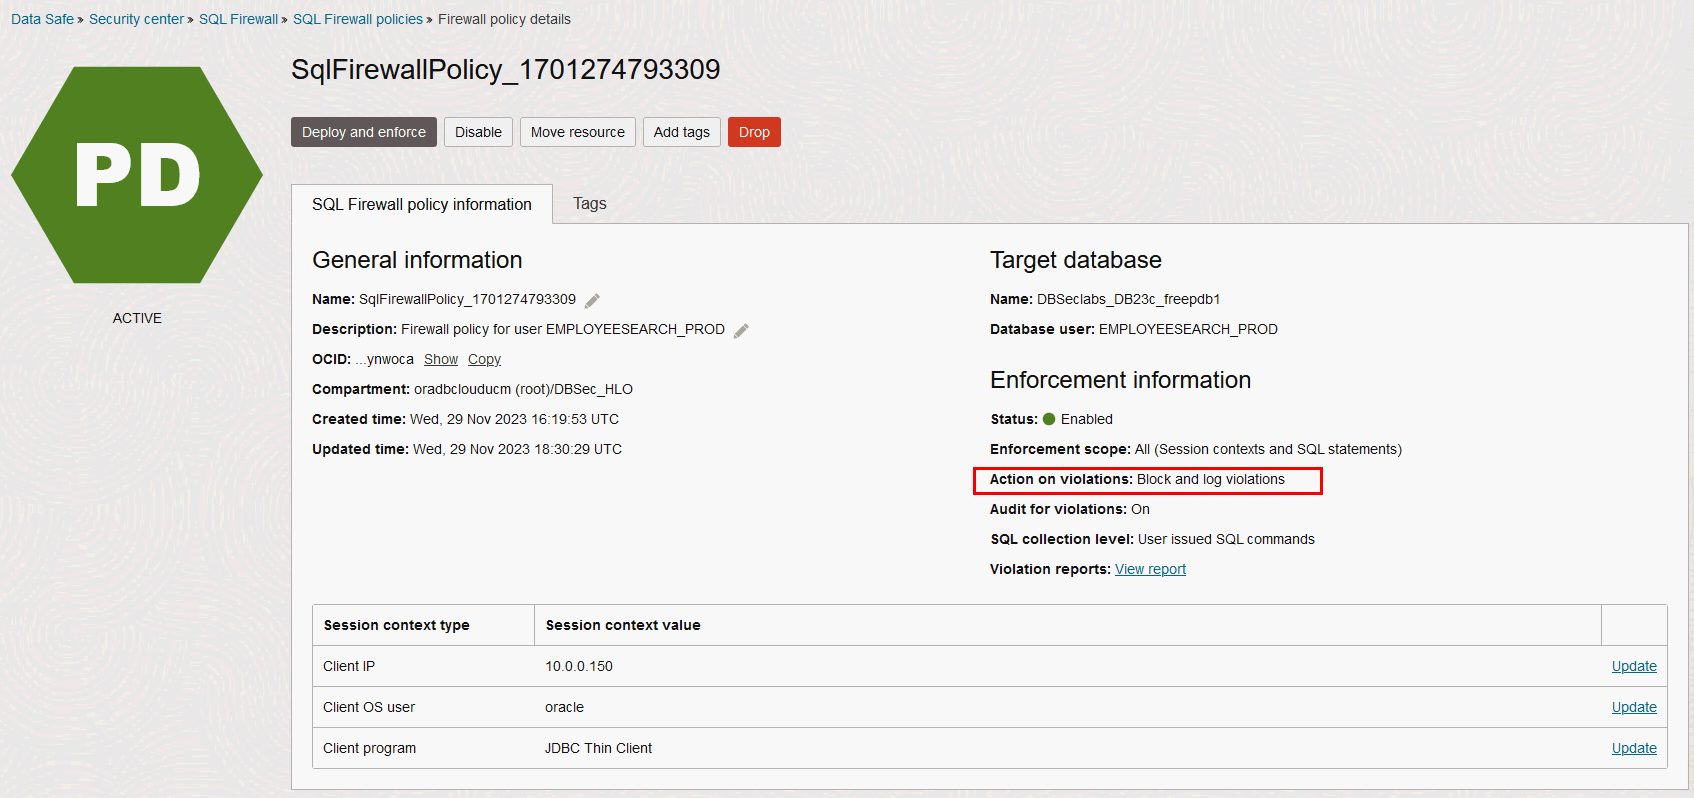 Data Safe » Security center » SQL Firewall » SQL Firewall policies » Firewall policy details
PD
ACTIVE
SqlFirewallPolicy_1701274793309
Deploy and enforce Disable Move resource Add tags Drop
SQL Firewall policy information Tags
General information
Name: SqlFirewallPolicy_1701274793309
Description: Firewall policy for user EMPLOYEESEARCH_PROD
OCID: ...ynwoca Show Copy
Compartment: oradbclouducm (root)/DBSec_HLO
Created time: Wed, 29 Nov 2023 16:19:53 UTC
Updated time: Wed, 29 Nov 2023 18:30:29 UTC
Target database
Name: DBSeclabs_DB23c_freepdb1
Database user: EMPLOYEESEARCH_PROD
Enforcement information
Status: Enabled
Enforcement scope: All (Session contexts and SQL statements)
Action on violations: Block and log violations
Audit for violations: On
SQL collection level: User issued SQL commands
Violation reports: View report
Session context type Session context value
Client IP 10.0.0.150 Update
Client OS user oracle Update
Client program JDBC Thin Client Update